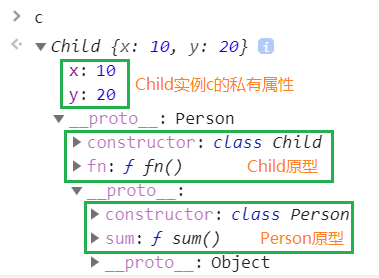 > c
< ▼ Child {x: 10, y: 20} i
x: 10
y: 20
Child实例c的私有属性
▼ __proto__: Person
▶ constructor: class Child
▶ fn: ƒ fn() Child原型
▼ __proto__:
▶ constructor: class Person
▶ sum: ƒ sum() Person原型
▶ __proto__: Object